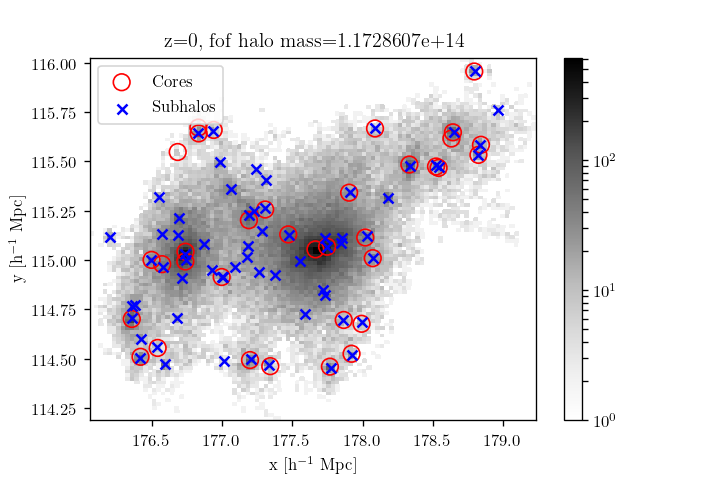 z=0, fof halo mass=1.1728607e+14
Cores
Subhalos
116.00
115.75
115.50
115.25
115.00
114.75
114.50
114.25
y [h⁻¹ Mpc]
176.5 177.0 177.5 178.0 178.5 179.0
x [h⁻¹ Mpc]
10²
10¹
10⁰